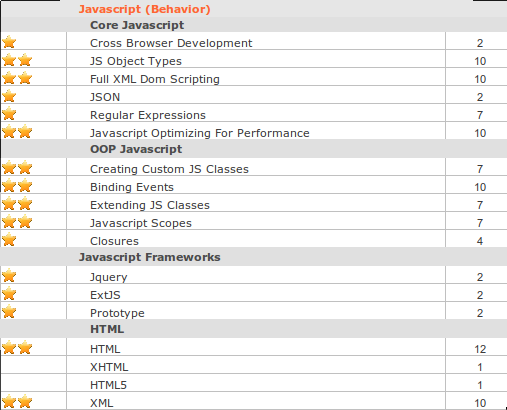 Javascript (Behavior)
Core Javascript
Cross Browser Development 2
JS Object Types 10
Full XML Dom Scripting 10
JSON 2
Regular Expressions 7
Javascript Optimizing For Performance 10
OOP Javascript
Creating Custom JS Classes 7
Binding Events 10
Extending JS Classes 7
Javascript Scopes 7
Closures 4
Javascript Frameworks
Jquery 2
ExtJS 2
Prototype 2
HTML
HTML 12
XHTML 1
HTML5 1
XML 10